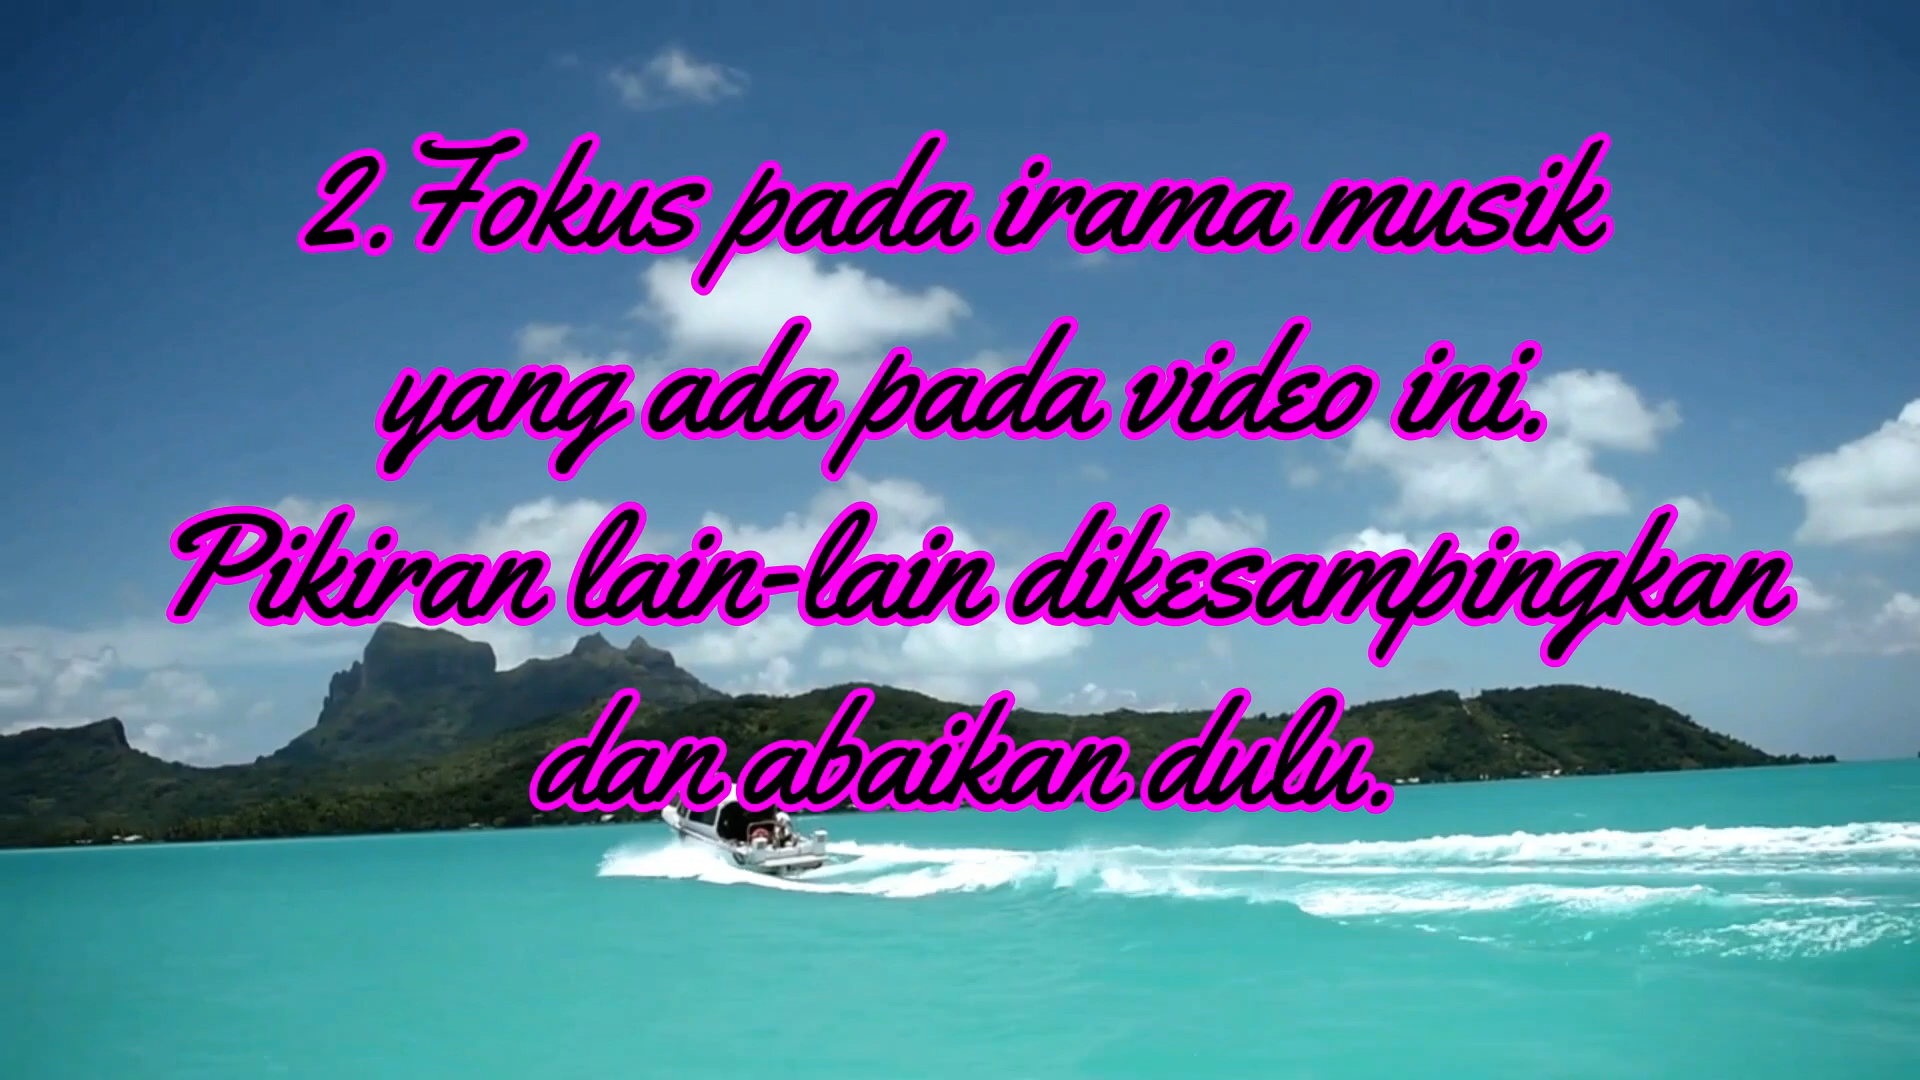 2. Fokus pada irama musik
yang ada pada video ini.
Pikiran lain-lain dikesampingkan
dan abaikan dulu.